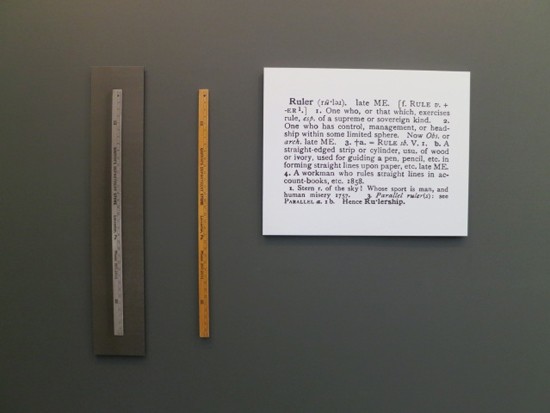 Ruler (rū·ləɹ). late ME. [f. RULE v. +
-ER¹.] 1. One who, or that which, exercises
rule, esp. of a supreme or sovereign kind. 2.
One who has control, management, or head-
ship within some limited sphere. Now Obs. or
arch. late ME. 3. †a. = RULE sb. V. 1. b. A
straight-edged strip or cylinder, usu. of wood
or ivory, used for guiding a pen, pencil, etc. in
forming straight lines upon paper, etc. late ME.
4. A workman who rules straight lines in ac-
count-books, etc. 1858.
1. Stern r. of the sky! Whose sport is man, and
human misery 1757. 3. Parallel ruler(s): see
PARALLEL a. 1 b. Hence Ru·lership.